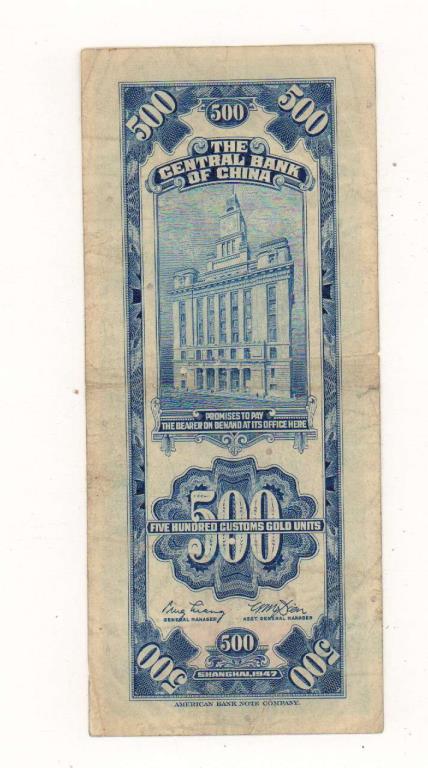 500 500 500
THE
CENTRAL BANK
OF CHINA
PROMISES TO PAY
THE BEARER ON DEMAND AT ITS OFFICE HERE
500
FIVE HUNDRED CUSTOMS GOLD UNITS
GENERAL MANAGER ASST. GENERAL MANAGER
500
500 500
SHANGHAI, 1947
AMERICAN BANK NOTE COMPANY.